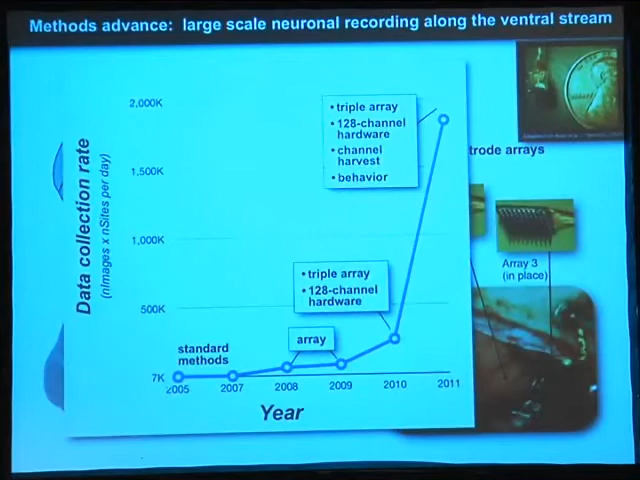 Methods advance: large scale neuronal recording along the ventral stream
2,000K
1,500K
1,000K
500K
7K
Data collection rate
(nImages x nSites per day)
• triple array
• 128-channel
hardware
• channel
harvest
• behavior
• triple array
• 128-channel
hardware
array
standard
methods
2005
2007
2008
2009
2010
2011
Year
trode arrays
Array 3
(in place)